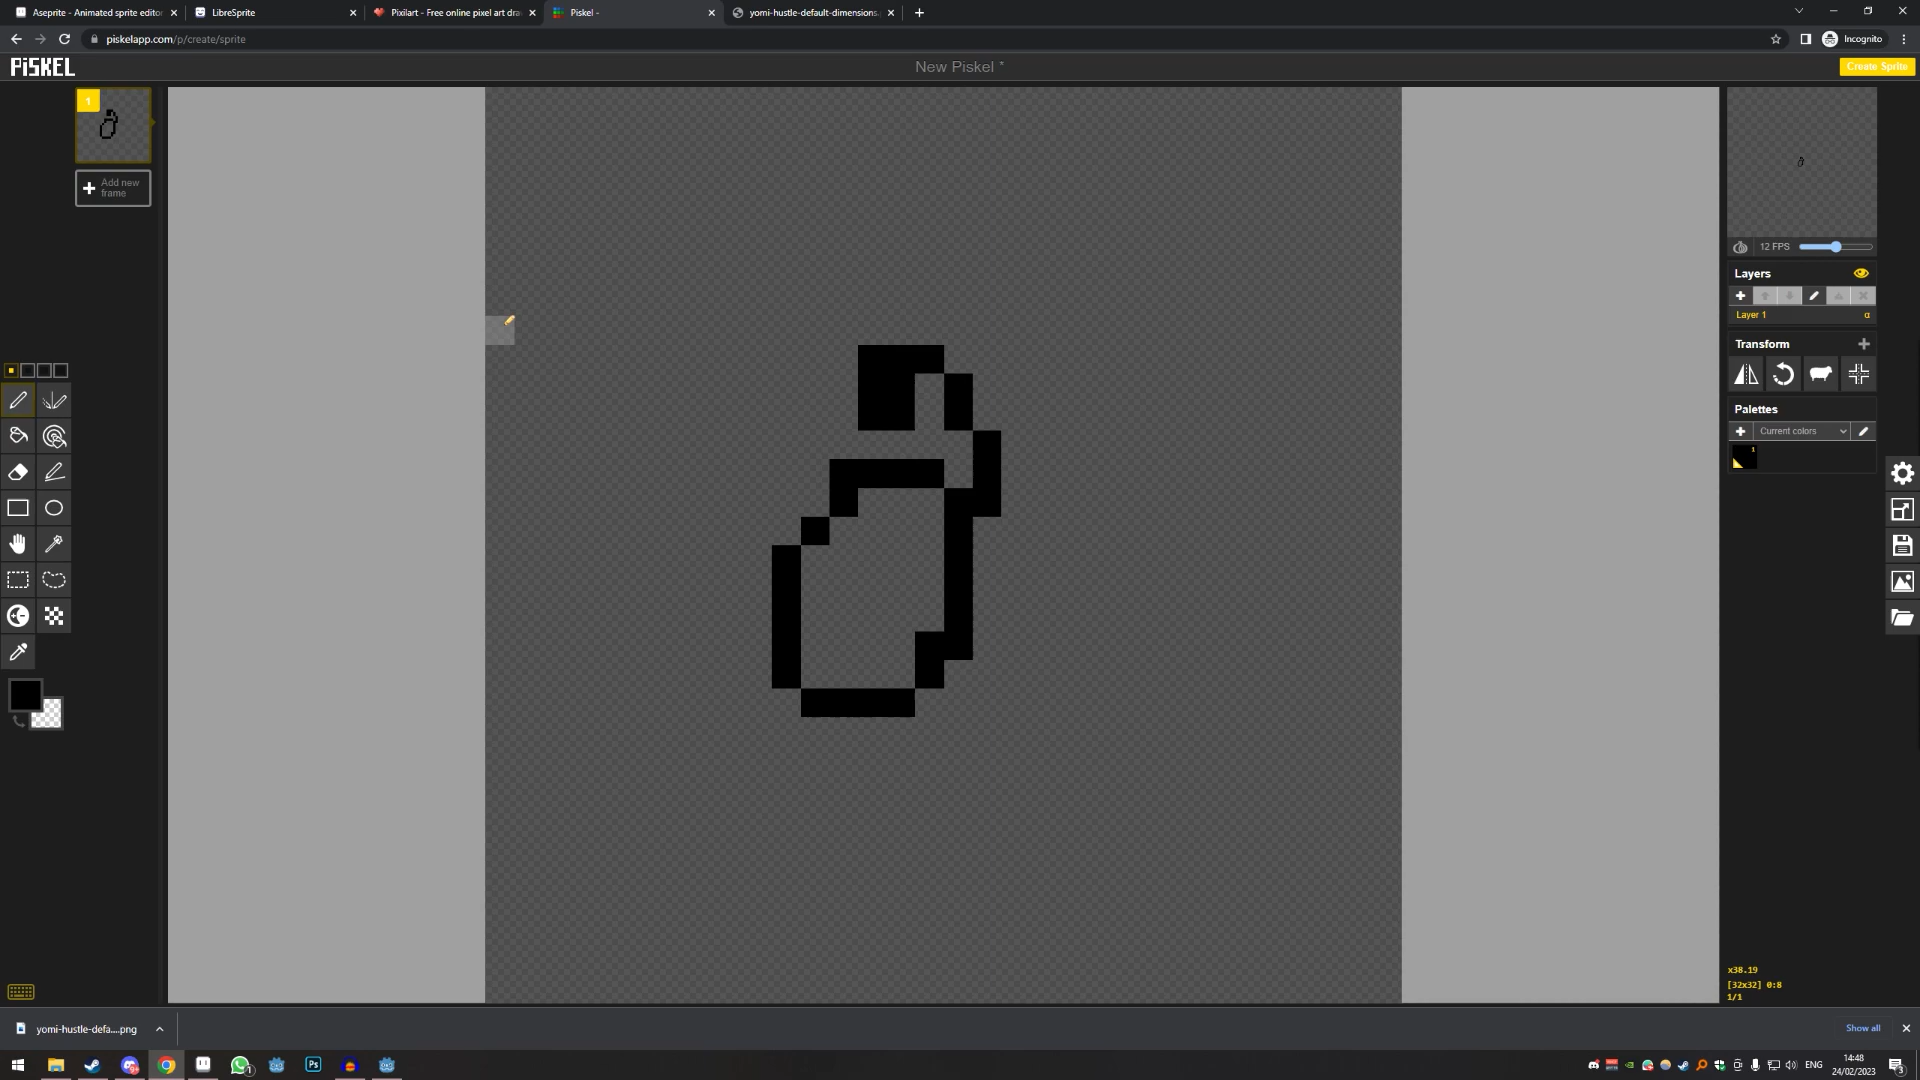 Aseprite - Animated sprite editor
LibreSprite
Pixilart - Free online pixel art dra
Piskel -
yomi-hustle-default-dimensions.
piskelapp.com/p/create/sprite
Incognito
PiSKEL
New Piskel *
Create Sprite
1
Add new
frame
12 FPS
Layers
Layer 1
α
Transform
Palettes
Current colors
1
x38.19
[32x32] 0:8
1/1
yomi-hustle-defa....png
Show all
Ps
ENG
14:48
24/02/2023